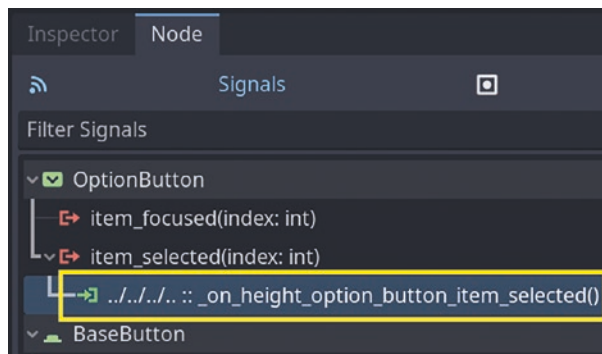 Inspector Node
Signals
Filter Signals
OptionButton
item_focused(index: int)
item_selected(index: int)
../../../.. :: _on_height_option_button_item_selected()
BaseButton